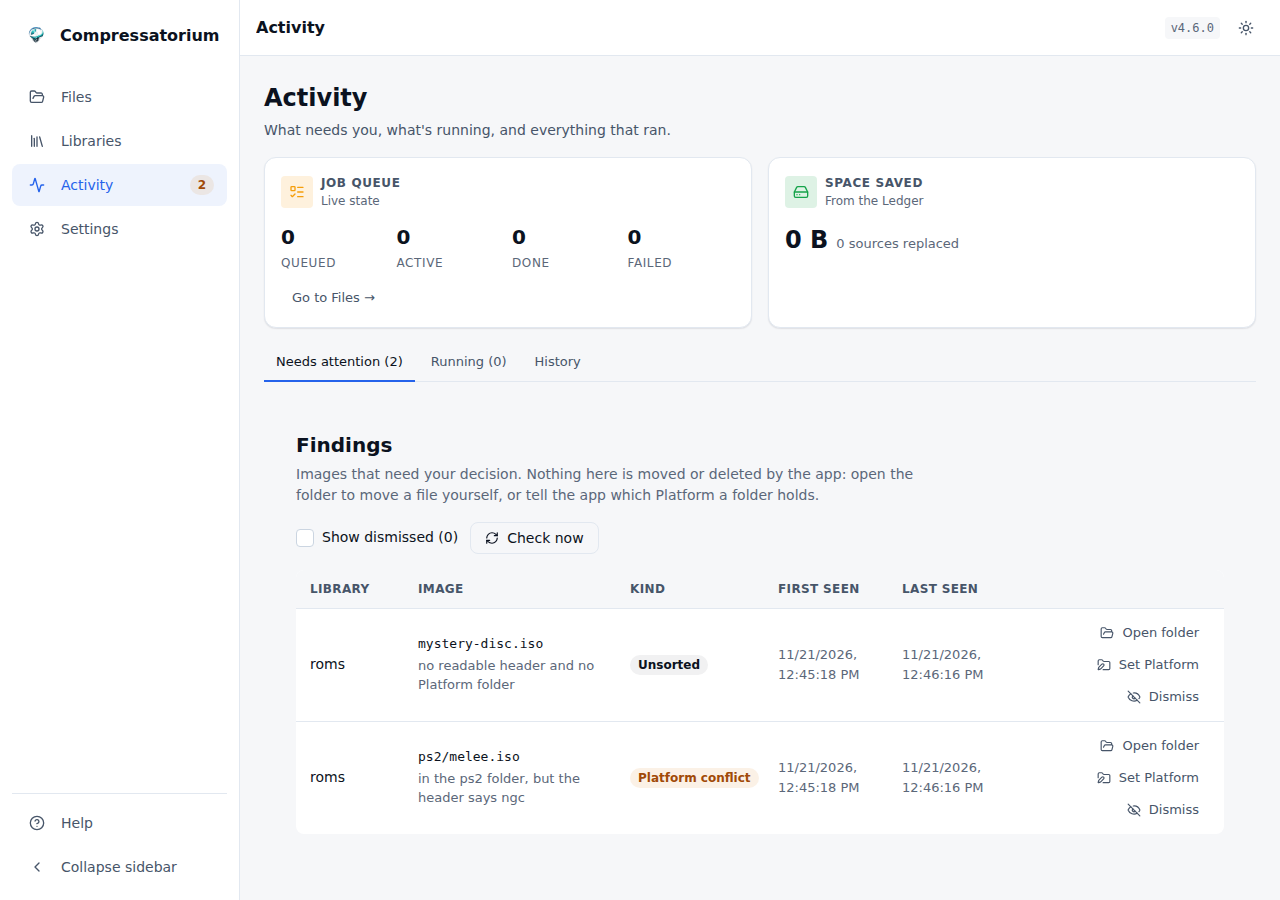 Compressatorium
Files
Libraries
Activity 2
Settings
Help
Collapse sidebar
Activity
v4.6.0
Activity
What needs you, what's running, and everything that ran.
JOB QUEUE
Live state
0 0 0 0
QUEUED ACTIVE DONE FAILED
Go to Files →
SPACE SAVED
From the Ledger
0 B 0 sources replaced
Needs attention (2) Running (0) History
Findings
Images that need your decision. Nothing here is moved or deleted by the app: open the
folder to move a file yourself, or tell the app which Platform a folder holds.
Show dismissed (0) Check now
LIBRARY IMAGE KIND FIRST SEEN LAST SEEN
roms
mystery-disc.iso
no readable header and no
Platform folder
Unsorted
11/21/2026,
12:45:18 PM
11/21/2026,
12:46:16 PM
Open folder
Set Platform
Dismiss
roms
ps2/melee.iso
in the ps2 folder, but the
header says ngc
Platform conflict
11/21/2026,
12:45:18 PM
11/21/2026,
12:46:16 PM
Open folder
Set Platform
Dismiss